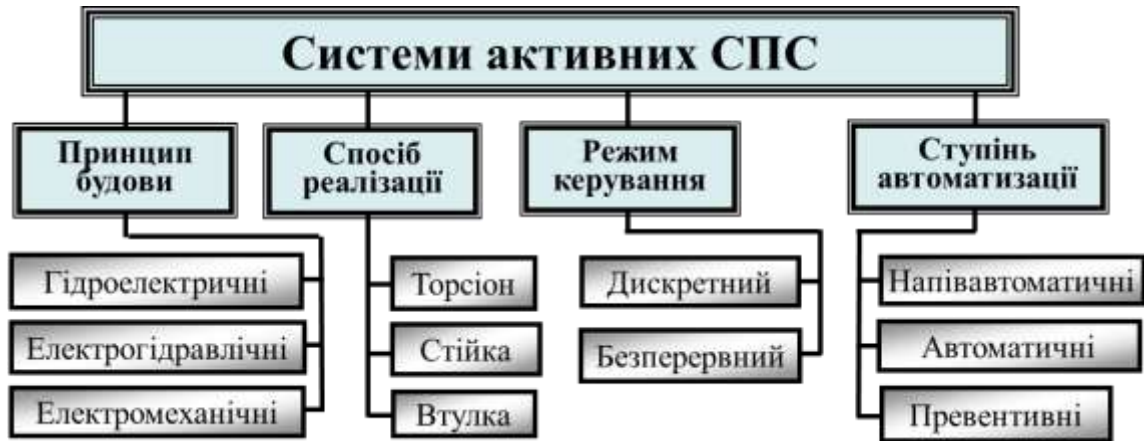 Системи активних СПС
Принцип
будови
Спосіб
реалізації
Режим
керування
Ступінь
автоматизації
Гідроелектричні
Електрогідравлічні
Електромеханічні
Торсіон
Стійка
Втулка
Дискретний
Безперервний
Напівавтоматичні
Автоматичні
Превентивні